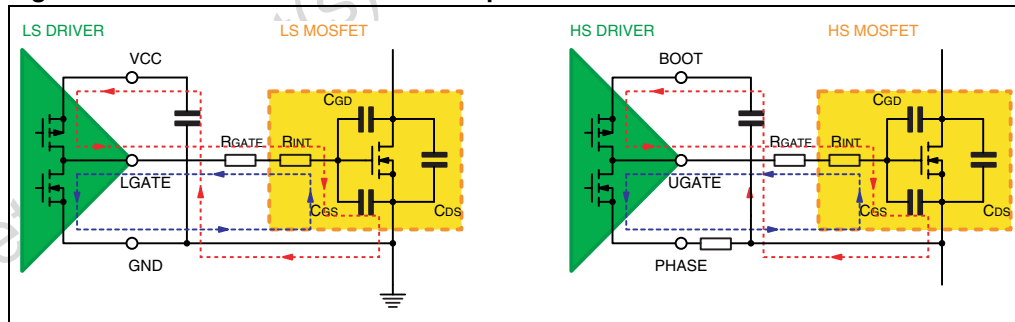 LS DRIVER
LS MOSFET
VCC
CGD
RGATE
RINT
LGATE
CGS
CDS
GND
HS DRIVER
HS MOSFET
BOOT
CGD
RGATE
RINT
UGATE
CGS
CDS
PHASE